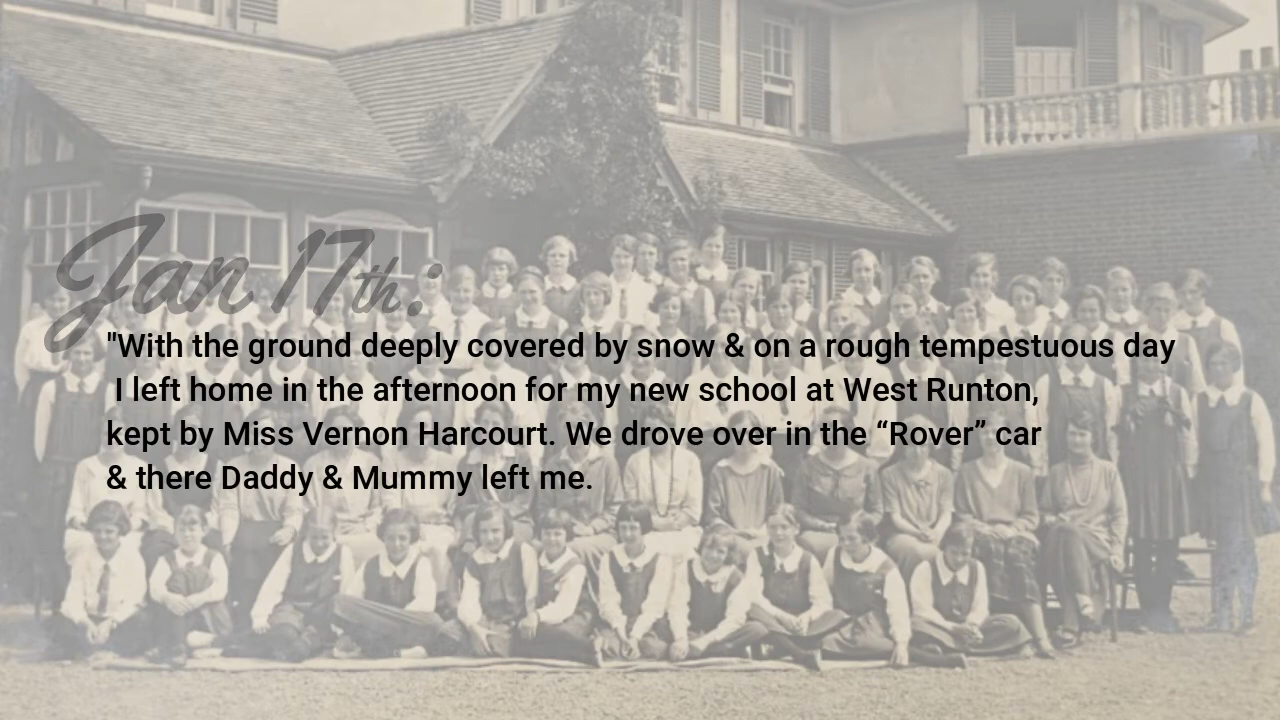 Jan 17th:
"With the ground deeply covered by snow & on a rough tempestuous day
I left home in the afternoon for my new school at West Runton,
kept by Miss Vernon Harcourt. We drove over in the “Rover” car
& there Daddy & Mummy left me.